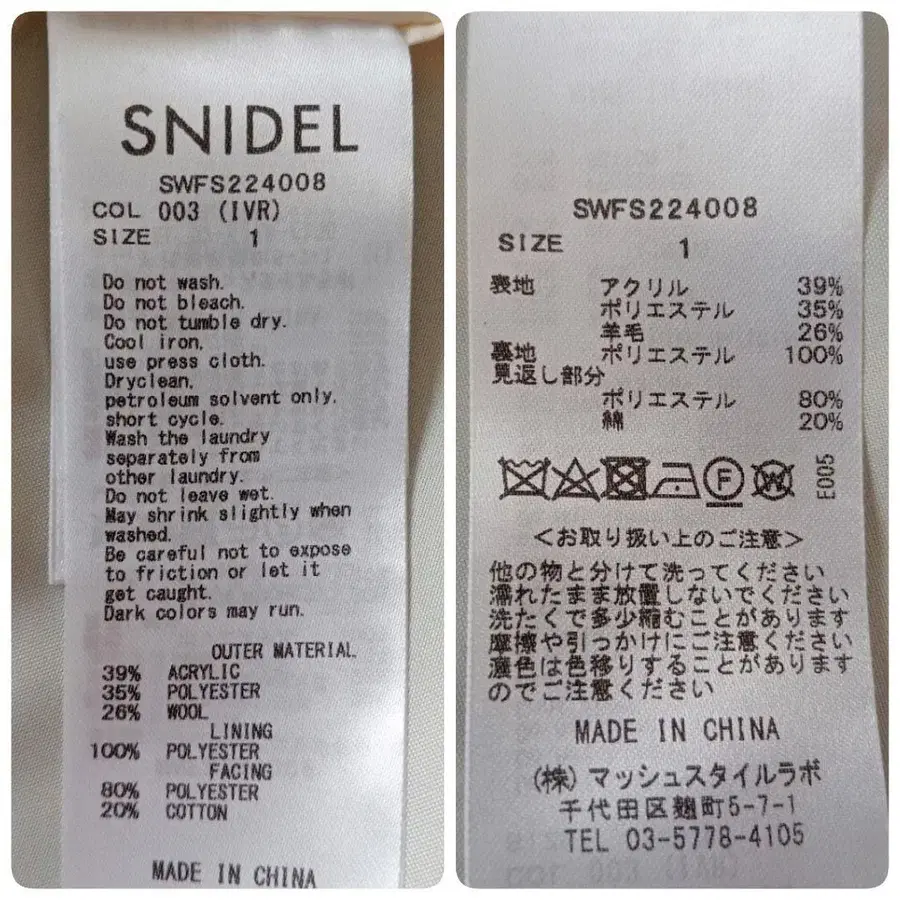 SNIDEL
SWFS224008
COL 003 (IVR)
SIZE 1
Do not wash.
Do not bleach.
Do not tumble dry.
Cool iron,
use press cloth.
Dryclean,
petroleum solvent only.
short cycle.
Wash the laundry
separately from
other laundry.
Do not leave wet.
May shrink slightly when
washed.
Be careful not to expose
to friction or let it
get caught.
Dark colors may run.
OUTER MATERIAL
39% ACRYLIC
35% POLYESTER
26% WOOL
LINING
100% POLYESTER
FACING
80% POLYESTER
20% COTTON
MADE IN CHINA
SWFS224008
SIZE 1
表地 アクリル 39%
ポリエステル 35%
羊毛 26%
裏地 ポリエステル 100%
見返し部分
ポリエステル 80%
綿 20%
F W E005
<お取り扱い上のご注意>
他の物と分けて洗ってください
濡れたまま放置しないでください
洗たくで多少縮むことがあります
摩擦や引っかけにご注意ください
濃色は色移りすることがあります
のでご注意ください
MADE IN CHINA
(株)マッシュスタイルラボ
千代田区麹町5-7-1
TEL 03-5778-4105